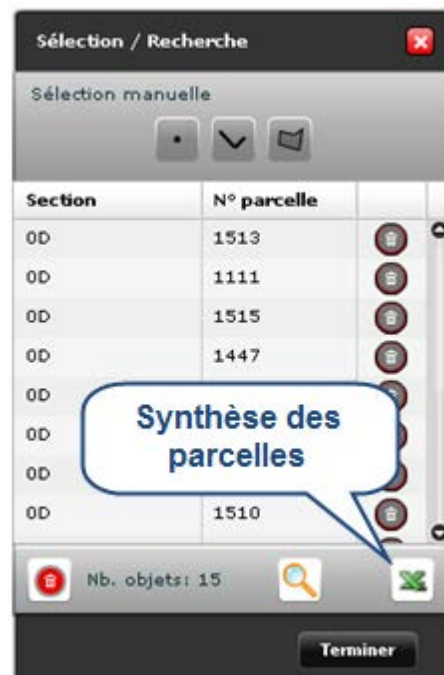 Sélection / Recherche
Sélection manuelle
Section N° parcelle
0D 1513
0D 1111
0D 1515
0D 1447
0D
0D
0D
0D 1510
Synthèse des
parcelles
Nb. objets: 15
Terminer